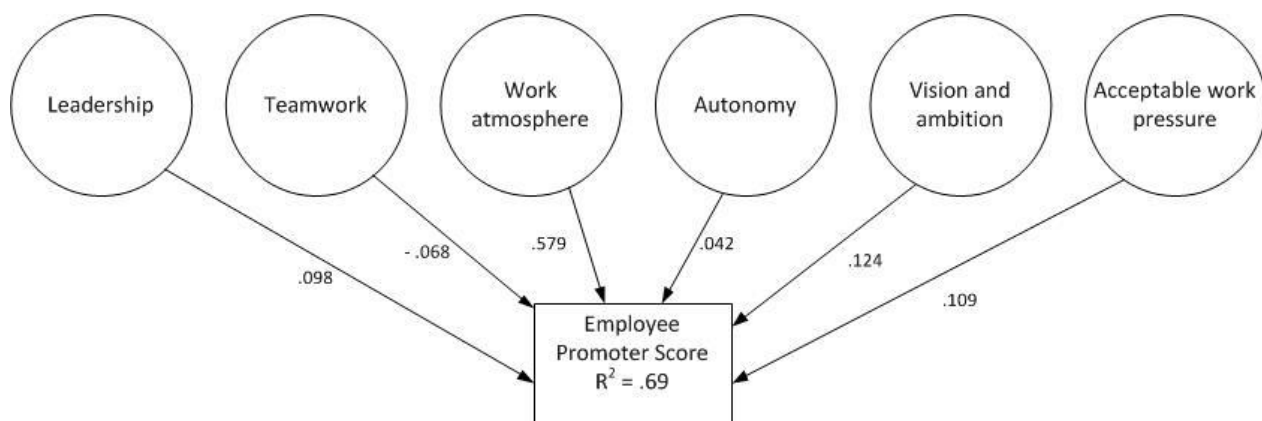 Leadership
Teamwork
Work
atmosphere
Autonomy
Vision and
ambition
Acceptable work
pressure
.098
- .068
.579
.042
.124
.109
Employee
Promoter Score
R² = .69